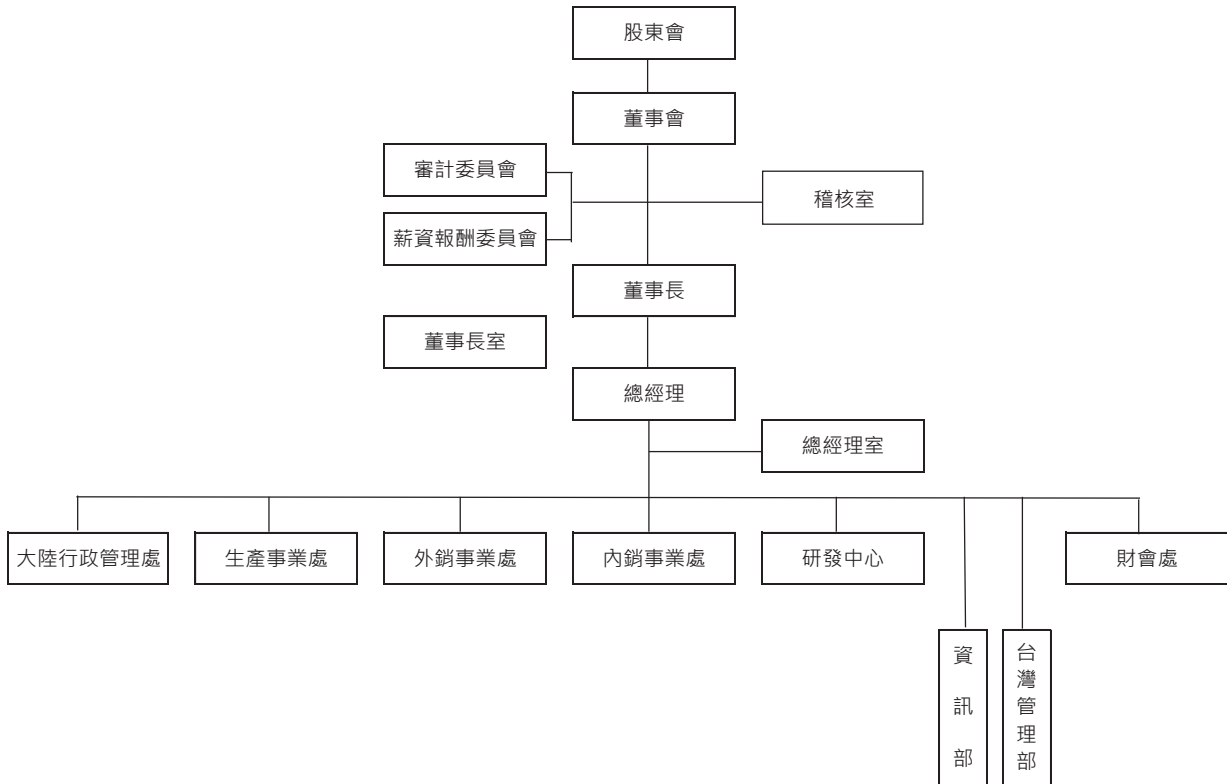 股東會
董事會
審計委員會
稽核室
薪資報酬委員會
董事長
董事長室
總經理
總經理室
大陸行政管理處
生產事業處
外銷事業處
內銷事業處
研發中心
財會處
資訊部
台灣管理部